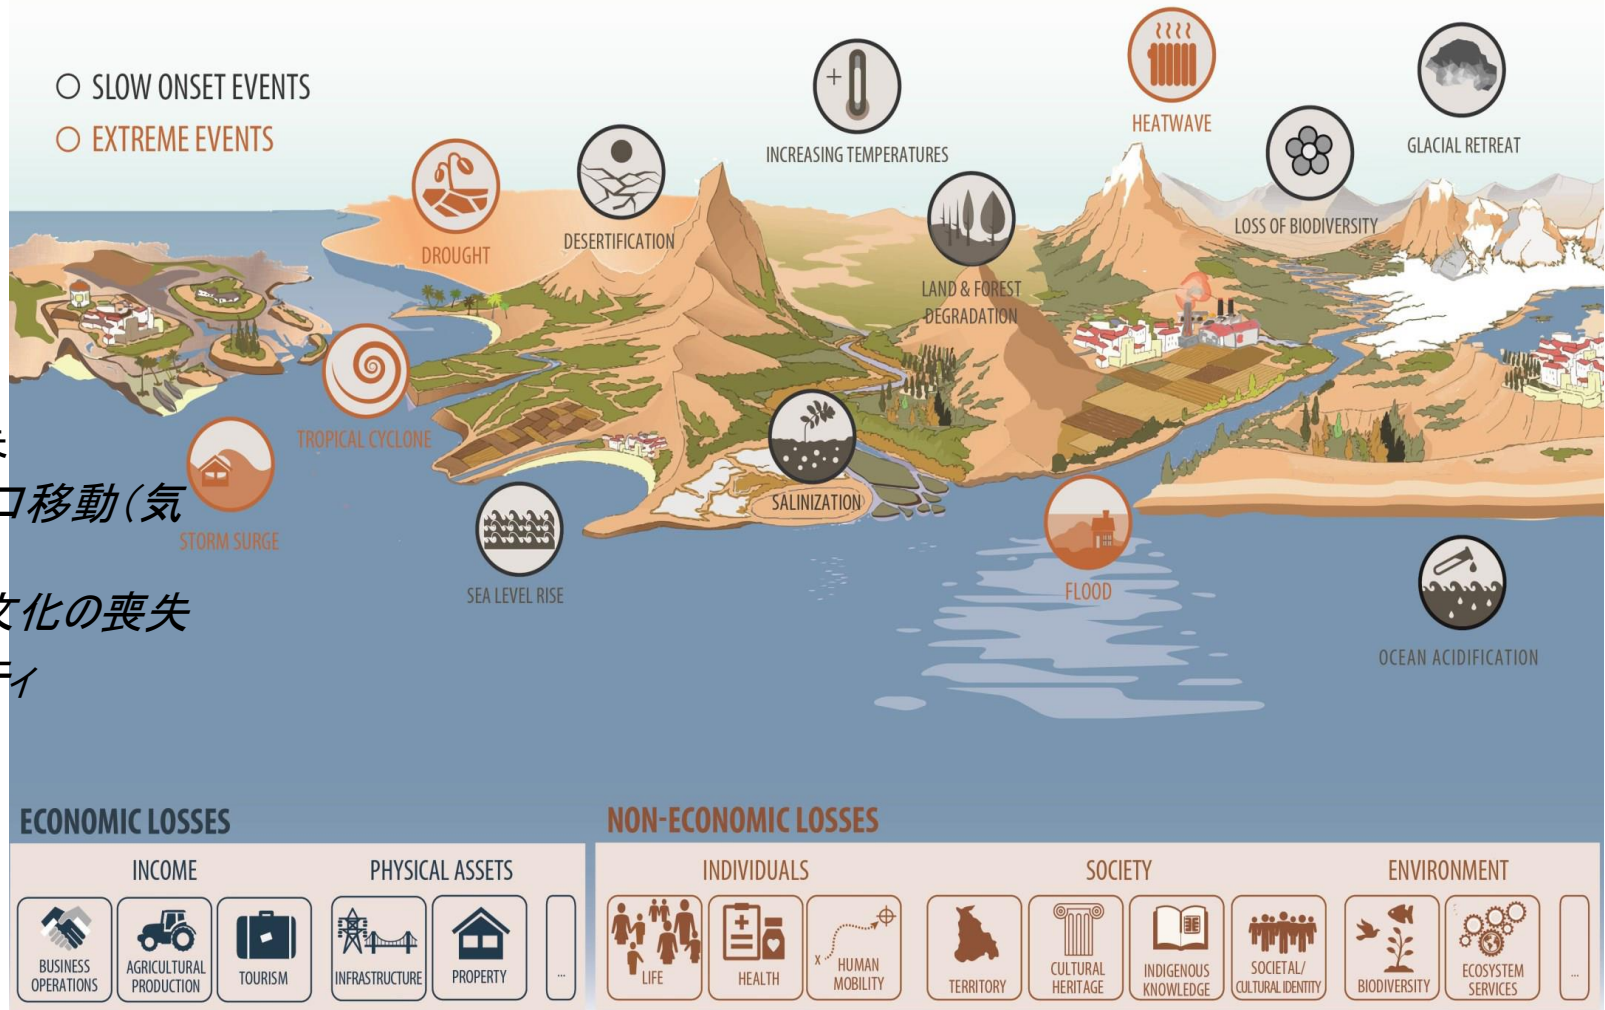 SLOW ONSET EVENTS
EXTREME EVENTS
INCREASING TEMPERATURES
HEATWAVE
GLACIAL RETREAT
DROUGHT
DESERTIFICATION
LOSS OF BIODIVERSITY
LAND & FOREST
DEGRADATION
TROPICAL CYCLONE
口移動(気
STORM SURGE
SALINIZATION
SEA LEVEL RISE
FLOOD
文化の喪失
ティ
OCEAN ACIDIFICATION
ECONOMIC LOSSES
INCOME
PHYSICAL ASSETS
BUSINESS
OPERATIONS
AGRICULTURAL
PRODUCTION
TOURISM
INFRASTRUCTURE
PROPERTY
...
NON-ECONOMIC LOSSES
INDIVIDUALS
SOCIETY
ENVIRONMENT
LIFE
HEALTH
X HUMAN
MOBILITY
TERRITORY
CULTURAL
HERITAGE
INDIGENOUS
KNOWLEDGE
SOCIETAL/
CULTURAL IDENTITY
BIODIVERSITY
ECOSYSTEM
SERVICES
...